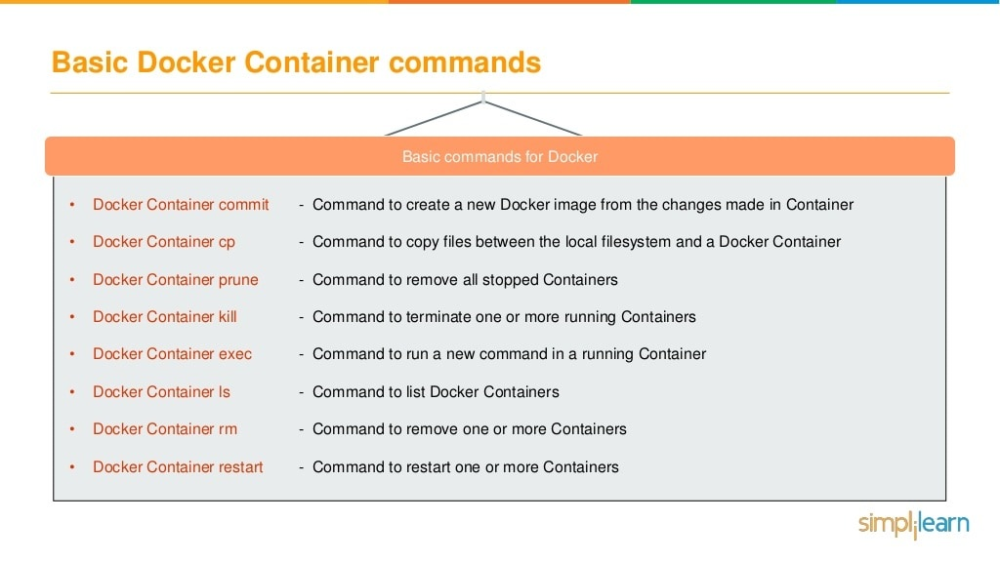 Basic Docker Container commands
Basic commands for Docker
• Docker Container commit - Command to create a new Docker image from the changes made in Container
• Docker Container cp - Command to copy files between the local filesystem and a Docker Container
• Docker Container prune - Command to remove all stopped Containers
• Docker Container kill - Command to terminate one or more running Containers
• Docker Container exec - Command to run a new command in a running Container
• Docker Container ls - Command to list Docker Containers
• Docker Container rm - Command to remove one or more Containers
• Docker Container restart - Command to restart one or more Containers
simplilearn